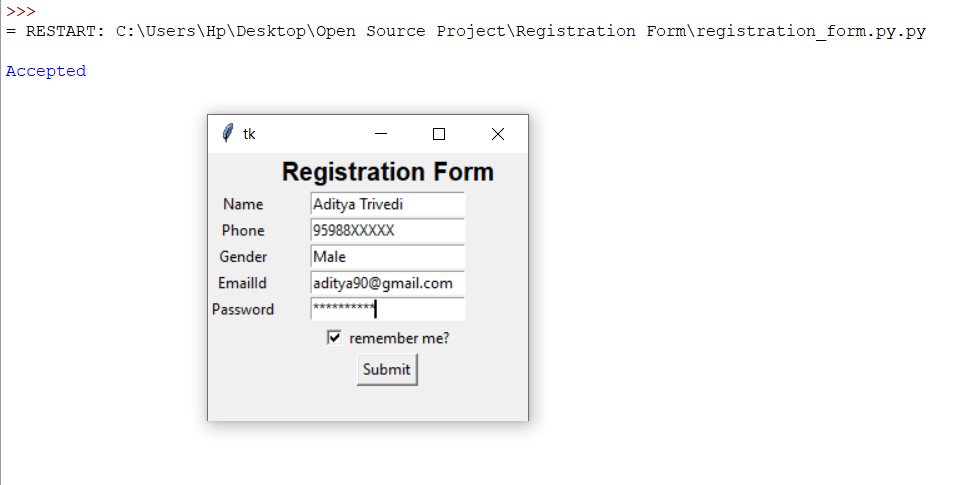 >>>
= RESTART: C:\Users\Hp\Desktop\Open Source Project\Registration Form\registration_form.py.py
Accepted
tk
Registration Form
Name Aditya Trivedi
Phone 95988XXXXX
Gender Male
EmailId aditya90@gmail.com
Password **********
remember me?
Submit